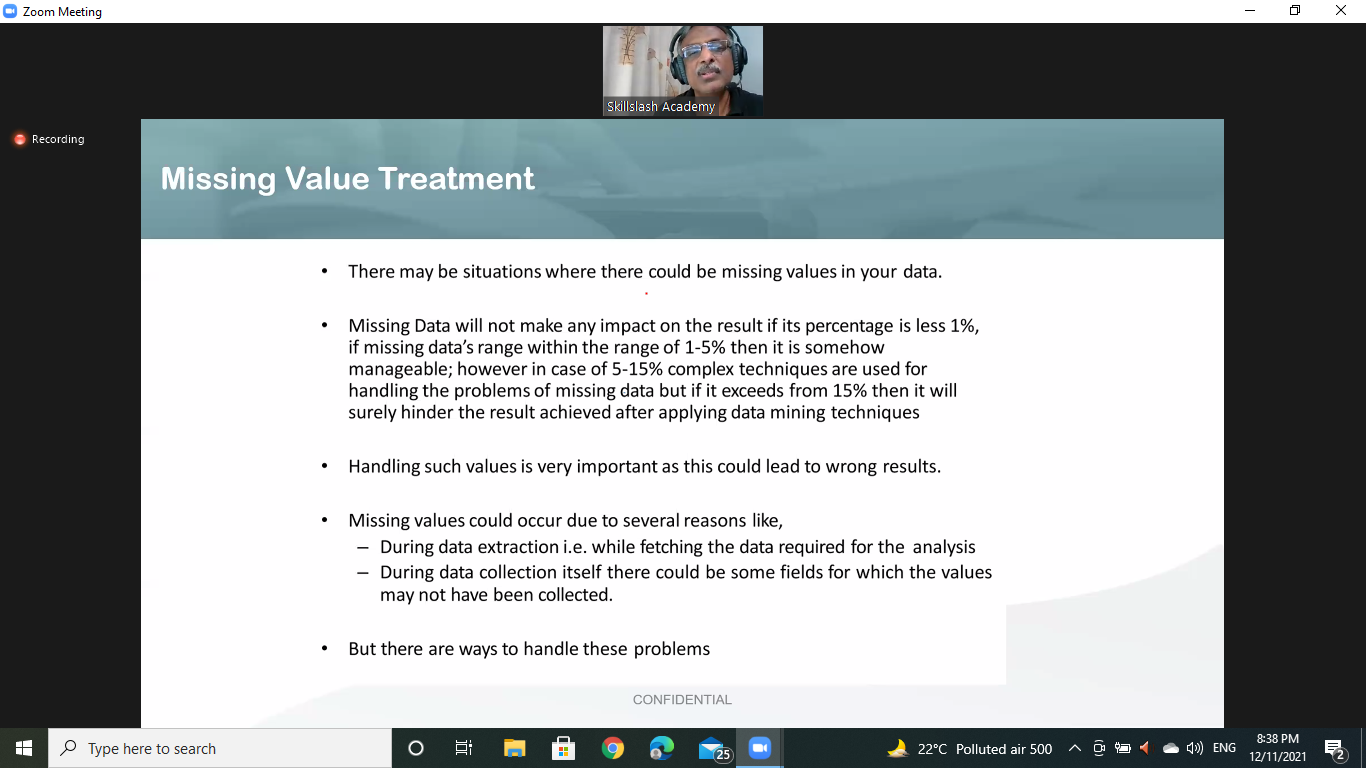 Zoom Meeting
Skillslash Academy
Recording
Missing Value Treatment
• There may be situations where there could be missing values in your data.
• Missing Data will not make any impact on the result if its percentage is less 1%,
if missing data's range within the range of 1-5% then it is somehow
manageable; however in case of 5-15% complex techniques are used for
handling the problems of missing data but if it exceeds from 15% then it will
surely hinder the result achieved after applying data mining techniques
• Handling such values is very important as this could lead to wrong results.
• Missing values could occur due to several reasons like,
– During data extraction i.e. while fetching the data required for the analysis
– During data collection itself there could be some fields for which the values
may not have been collected.
• But there are ways to handle these problems
CONFIDENTIAL
Type here to search
25
22°C Polluted air 500
ENG
8:38 PM
12/11/2021
2